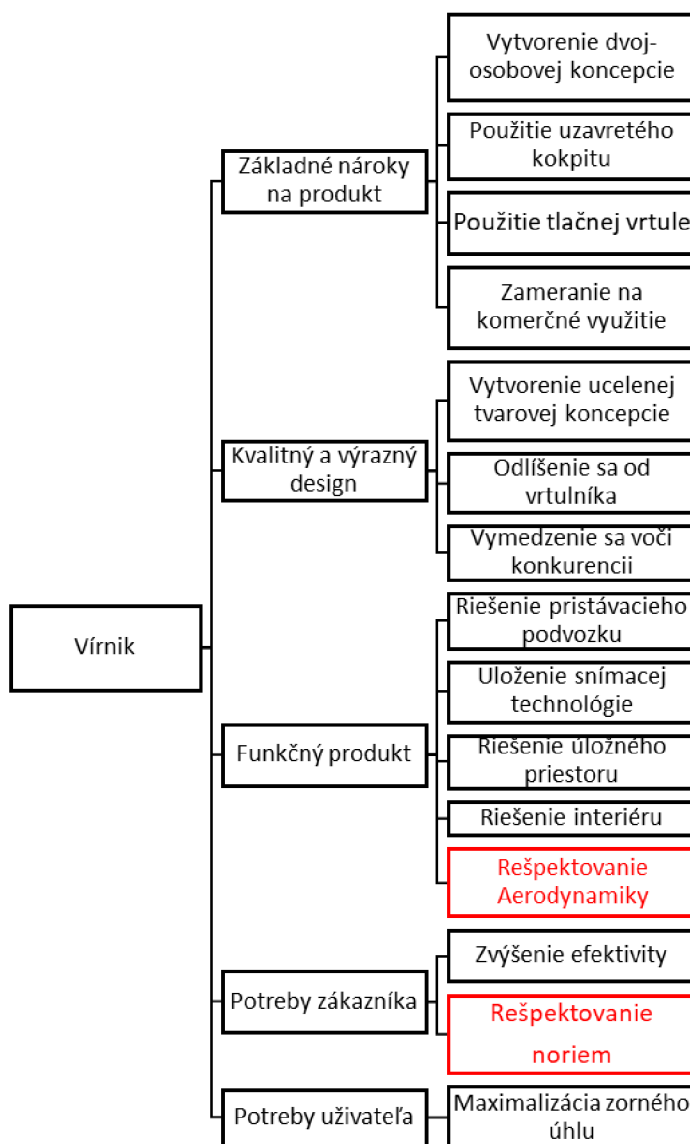 Vírnik
Základné nároky
na produkt
Vytvorenie dvoj-
osobovej koncepcie
Použitie uzavretého
kokpitu
Použitie tlačnej vrtule
Zameranie na
komerčné využitie
Kvalitný a výrazný
design
Vytvorenie ucelenej
tvarovej koncepcie
Odlíšenie sa od
vrtulníka
Vymedzenie sa voči
konkurencii
Funkčný produkt
Riešenie pristávacieho
podvozku
Uloženie snímacej
technológie
Riešenie úložného
priestoru
Riešenie interiéru
Rešpektovanie
Aerodynamiky
Potreby zákazníka
Zvýšenie efektivity
Rešpektovanie
noriem
Potreby uživateľa
Maximalizácia zorného
úhlu